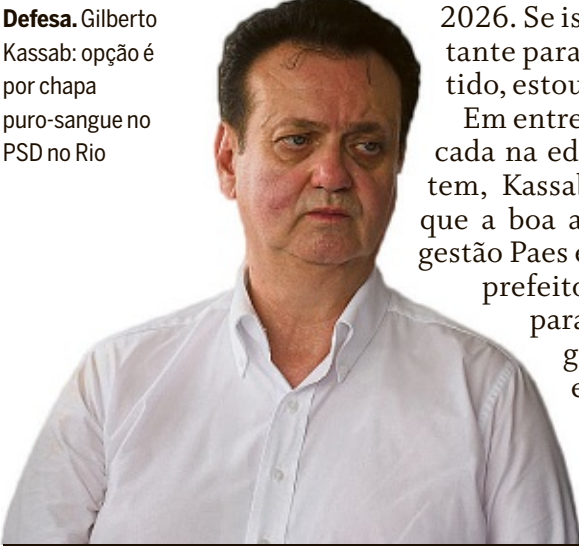 Defesa. Gilberto
Kassab: opção é
por chapa
puro-sangue no
PSD no Rio
2026. Se is
tante para
tido, estou
Em entre
cada na ed
tem, Kassab
que a boa a
gestão Paes e
prefeito
para
g
e